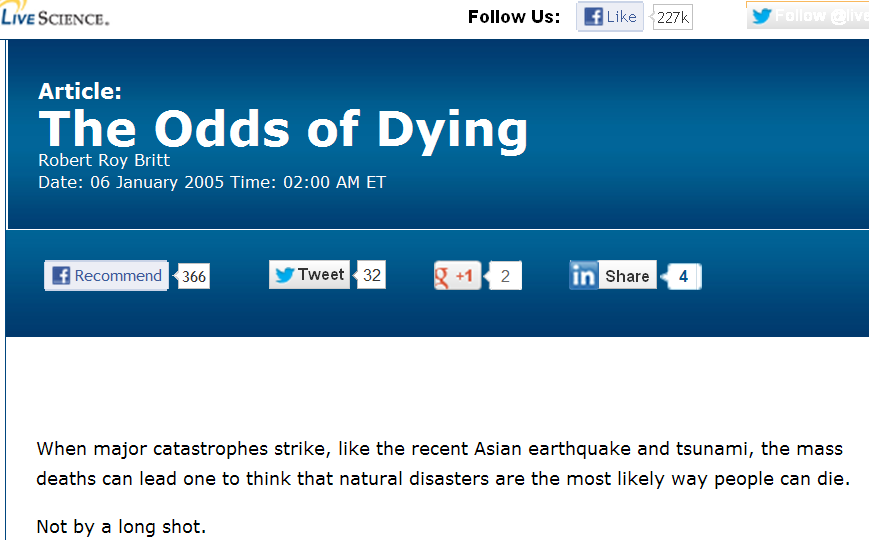 LIVESCIENCE.
Follow Us: Like 227k Follow @live
Article:
The Odds of Dying
Robert Roy Britt
Date: 06 January 2005 Time: 02:00 AM ET
Recommend 366 Tweet 32 g +1 2 in Share 4
When major catastrophes strike, like the recent Asian earthquake and tsunami, the mass
deaths can lead one to think that natural disasters are the most likely way people can die.
Not by a long shot.